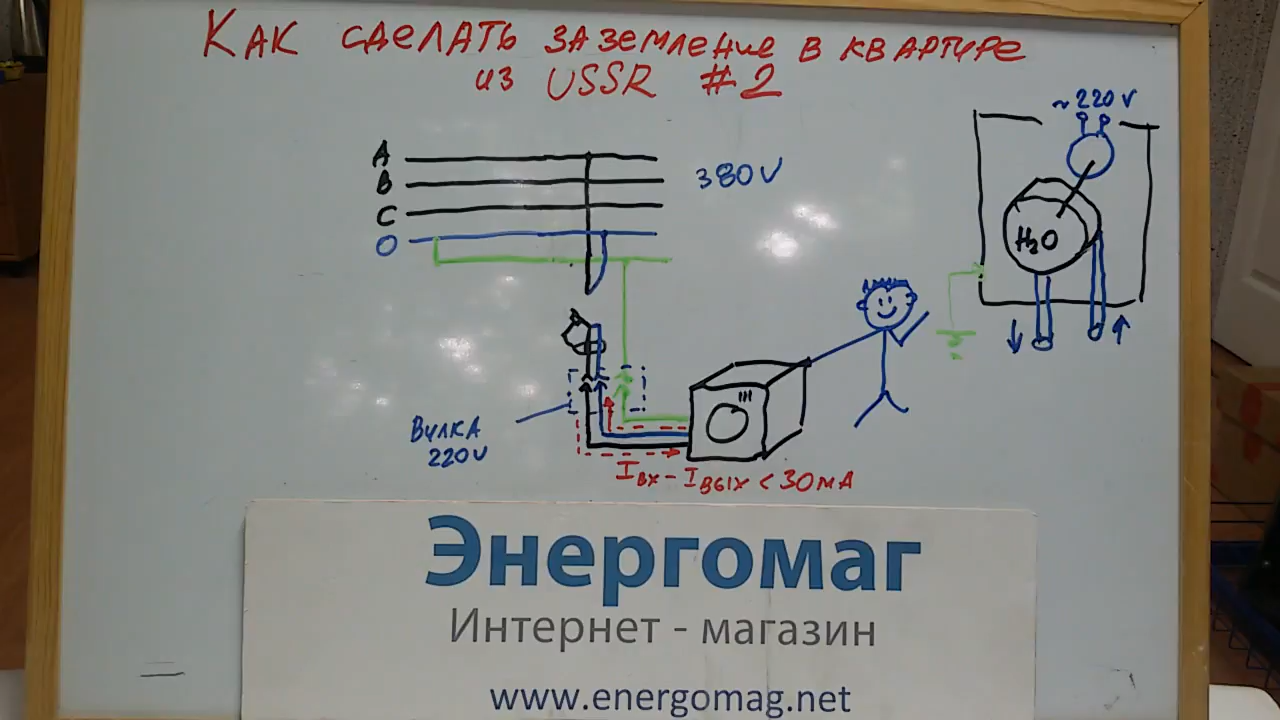 Как сделать заземление в квартире
из USSR #2
~220V
A
B
C
O
380V
H₂O
Вилка
220V
Iвх - Iвых < 30мА
Энергомаг
Интернет - магазин
www.energomag.net